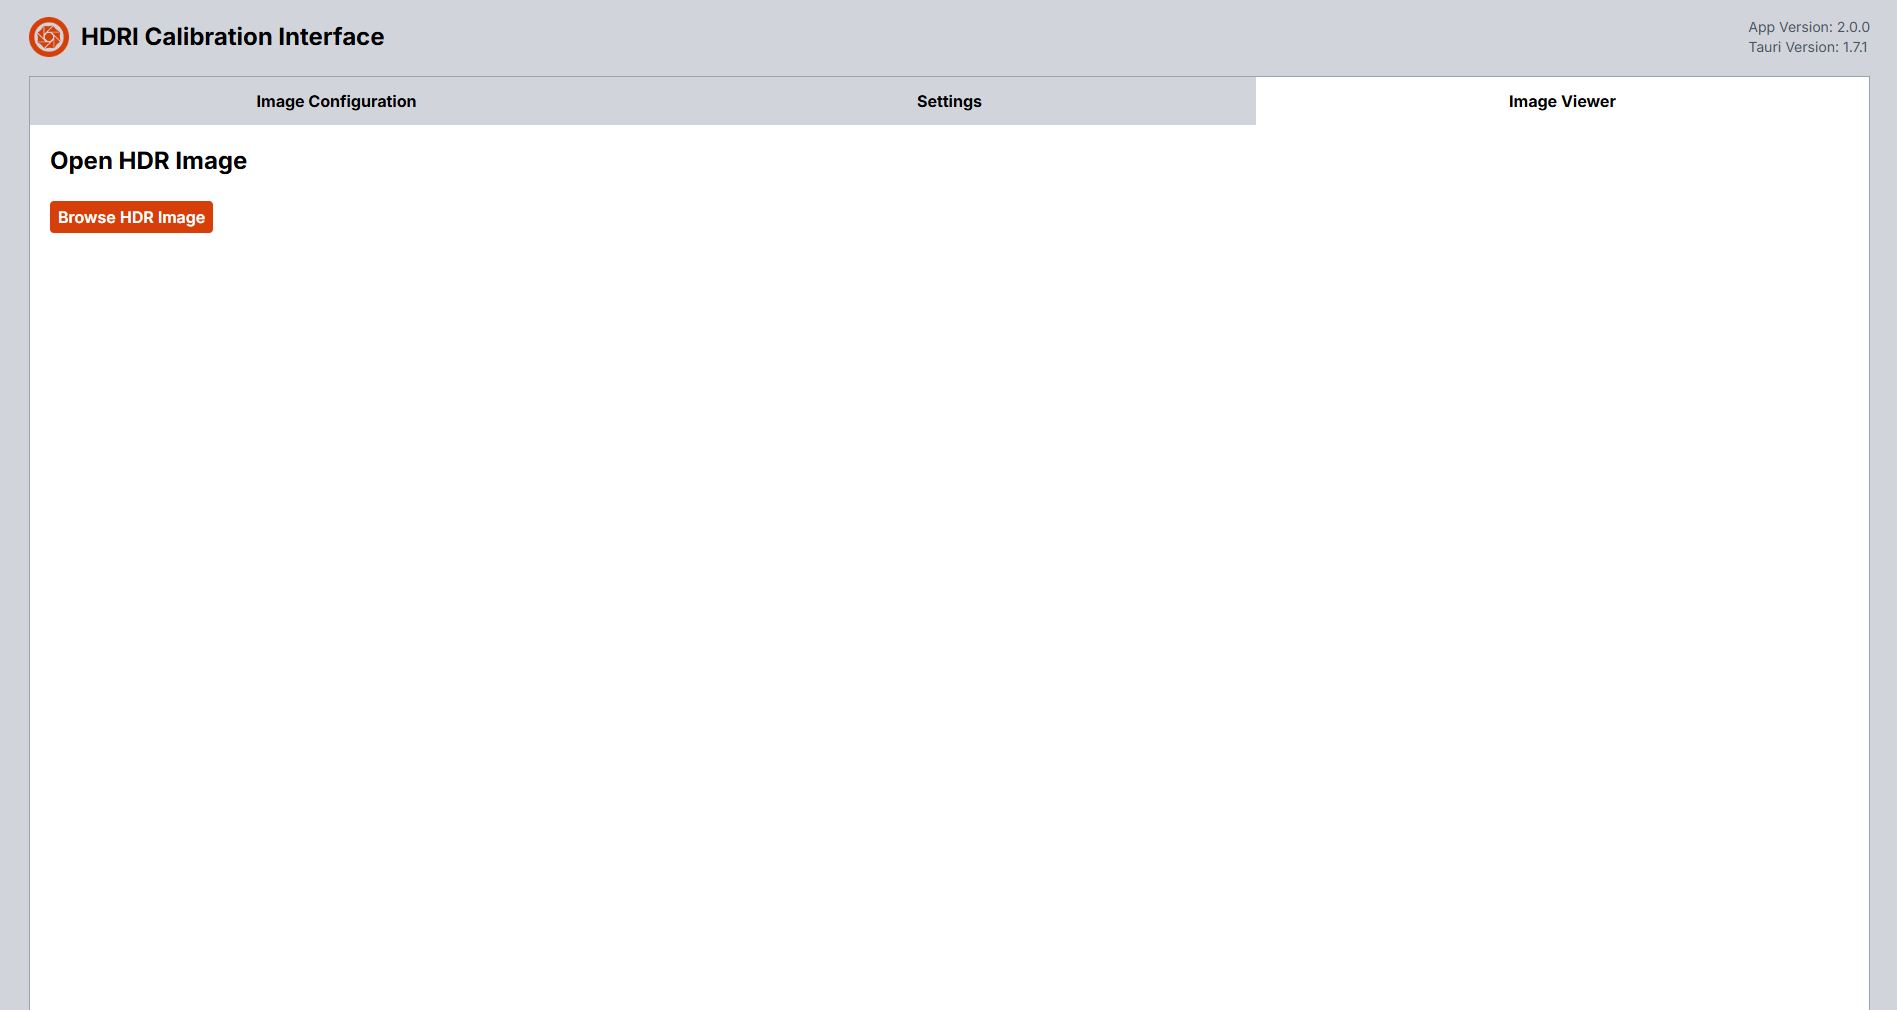 HDRI Calibration Interface
App Version: 2.0.0
Tauri Version: 1.7.1
Image Configuration
Settings
Image Viewer
Open HDR Image
Browse HDR Image